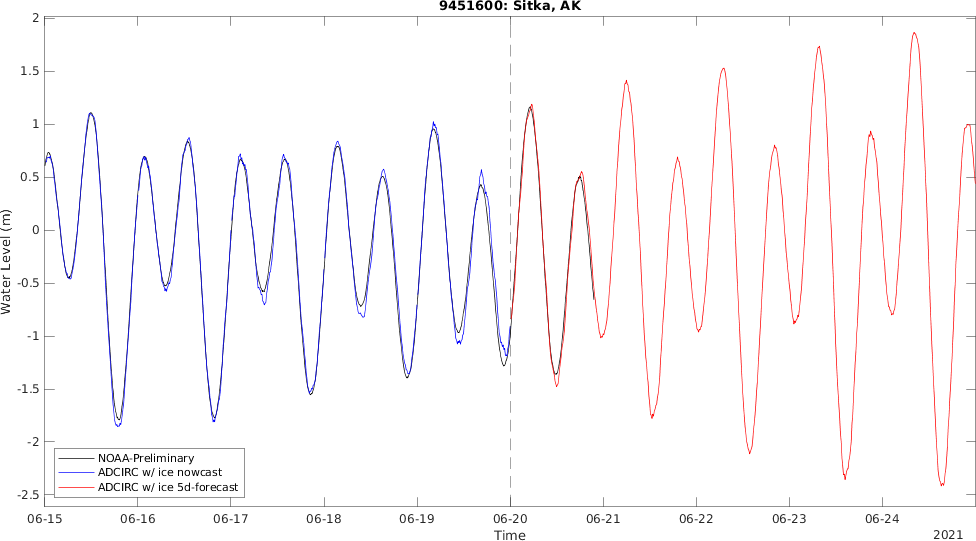 9451600: Sitka, AK
2
1.5
1
0.5
0
-0.5
-1
-1.5
-2
-2.5
Water Level (m)
NOAA-Preliminary
ADCIRC w/ ice nowcast
ADCIRC w/ ice 5d-forecast
06-15 06-16 06-17 06-18 06-19 06-20 06-21 06-22 06-23 06-24
Time
2021